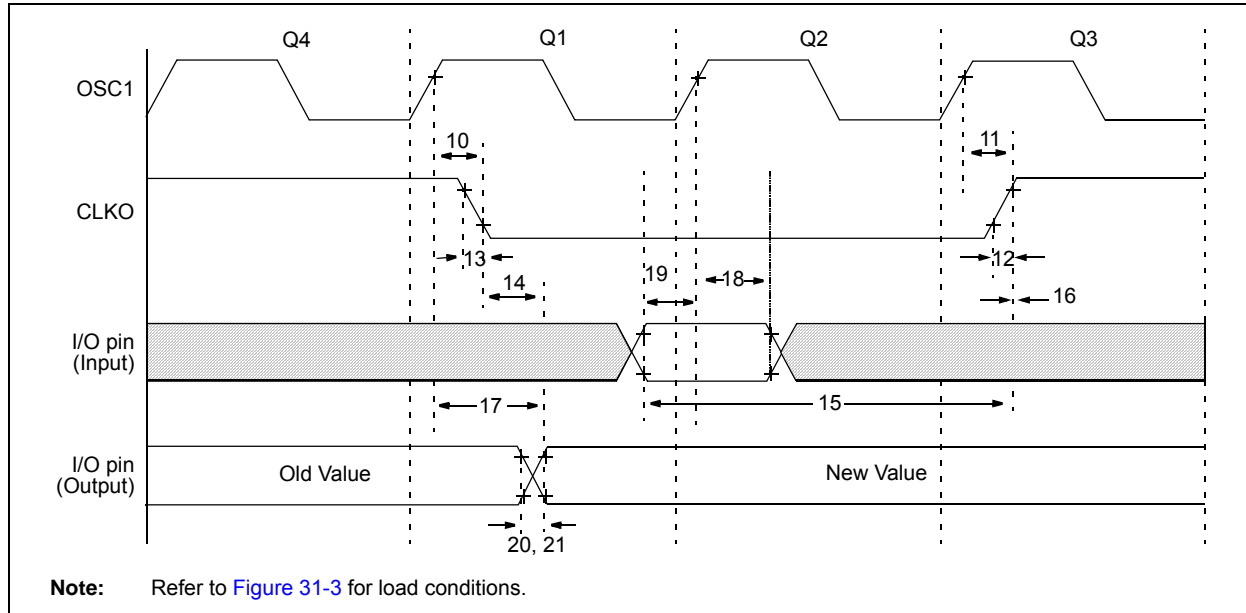 Q4 Q1 Q2 Q3
OSC1
10 11
CLKO
13 12
14 19 18 16
I/O pin
(Input)
17 15
I/O pin
(Output)
Old Value New Value
20, 21
Note: Refer to Figure 31-3 for load conditions.